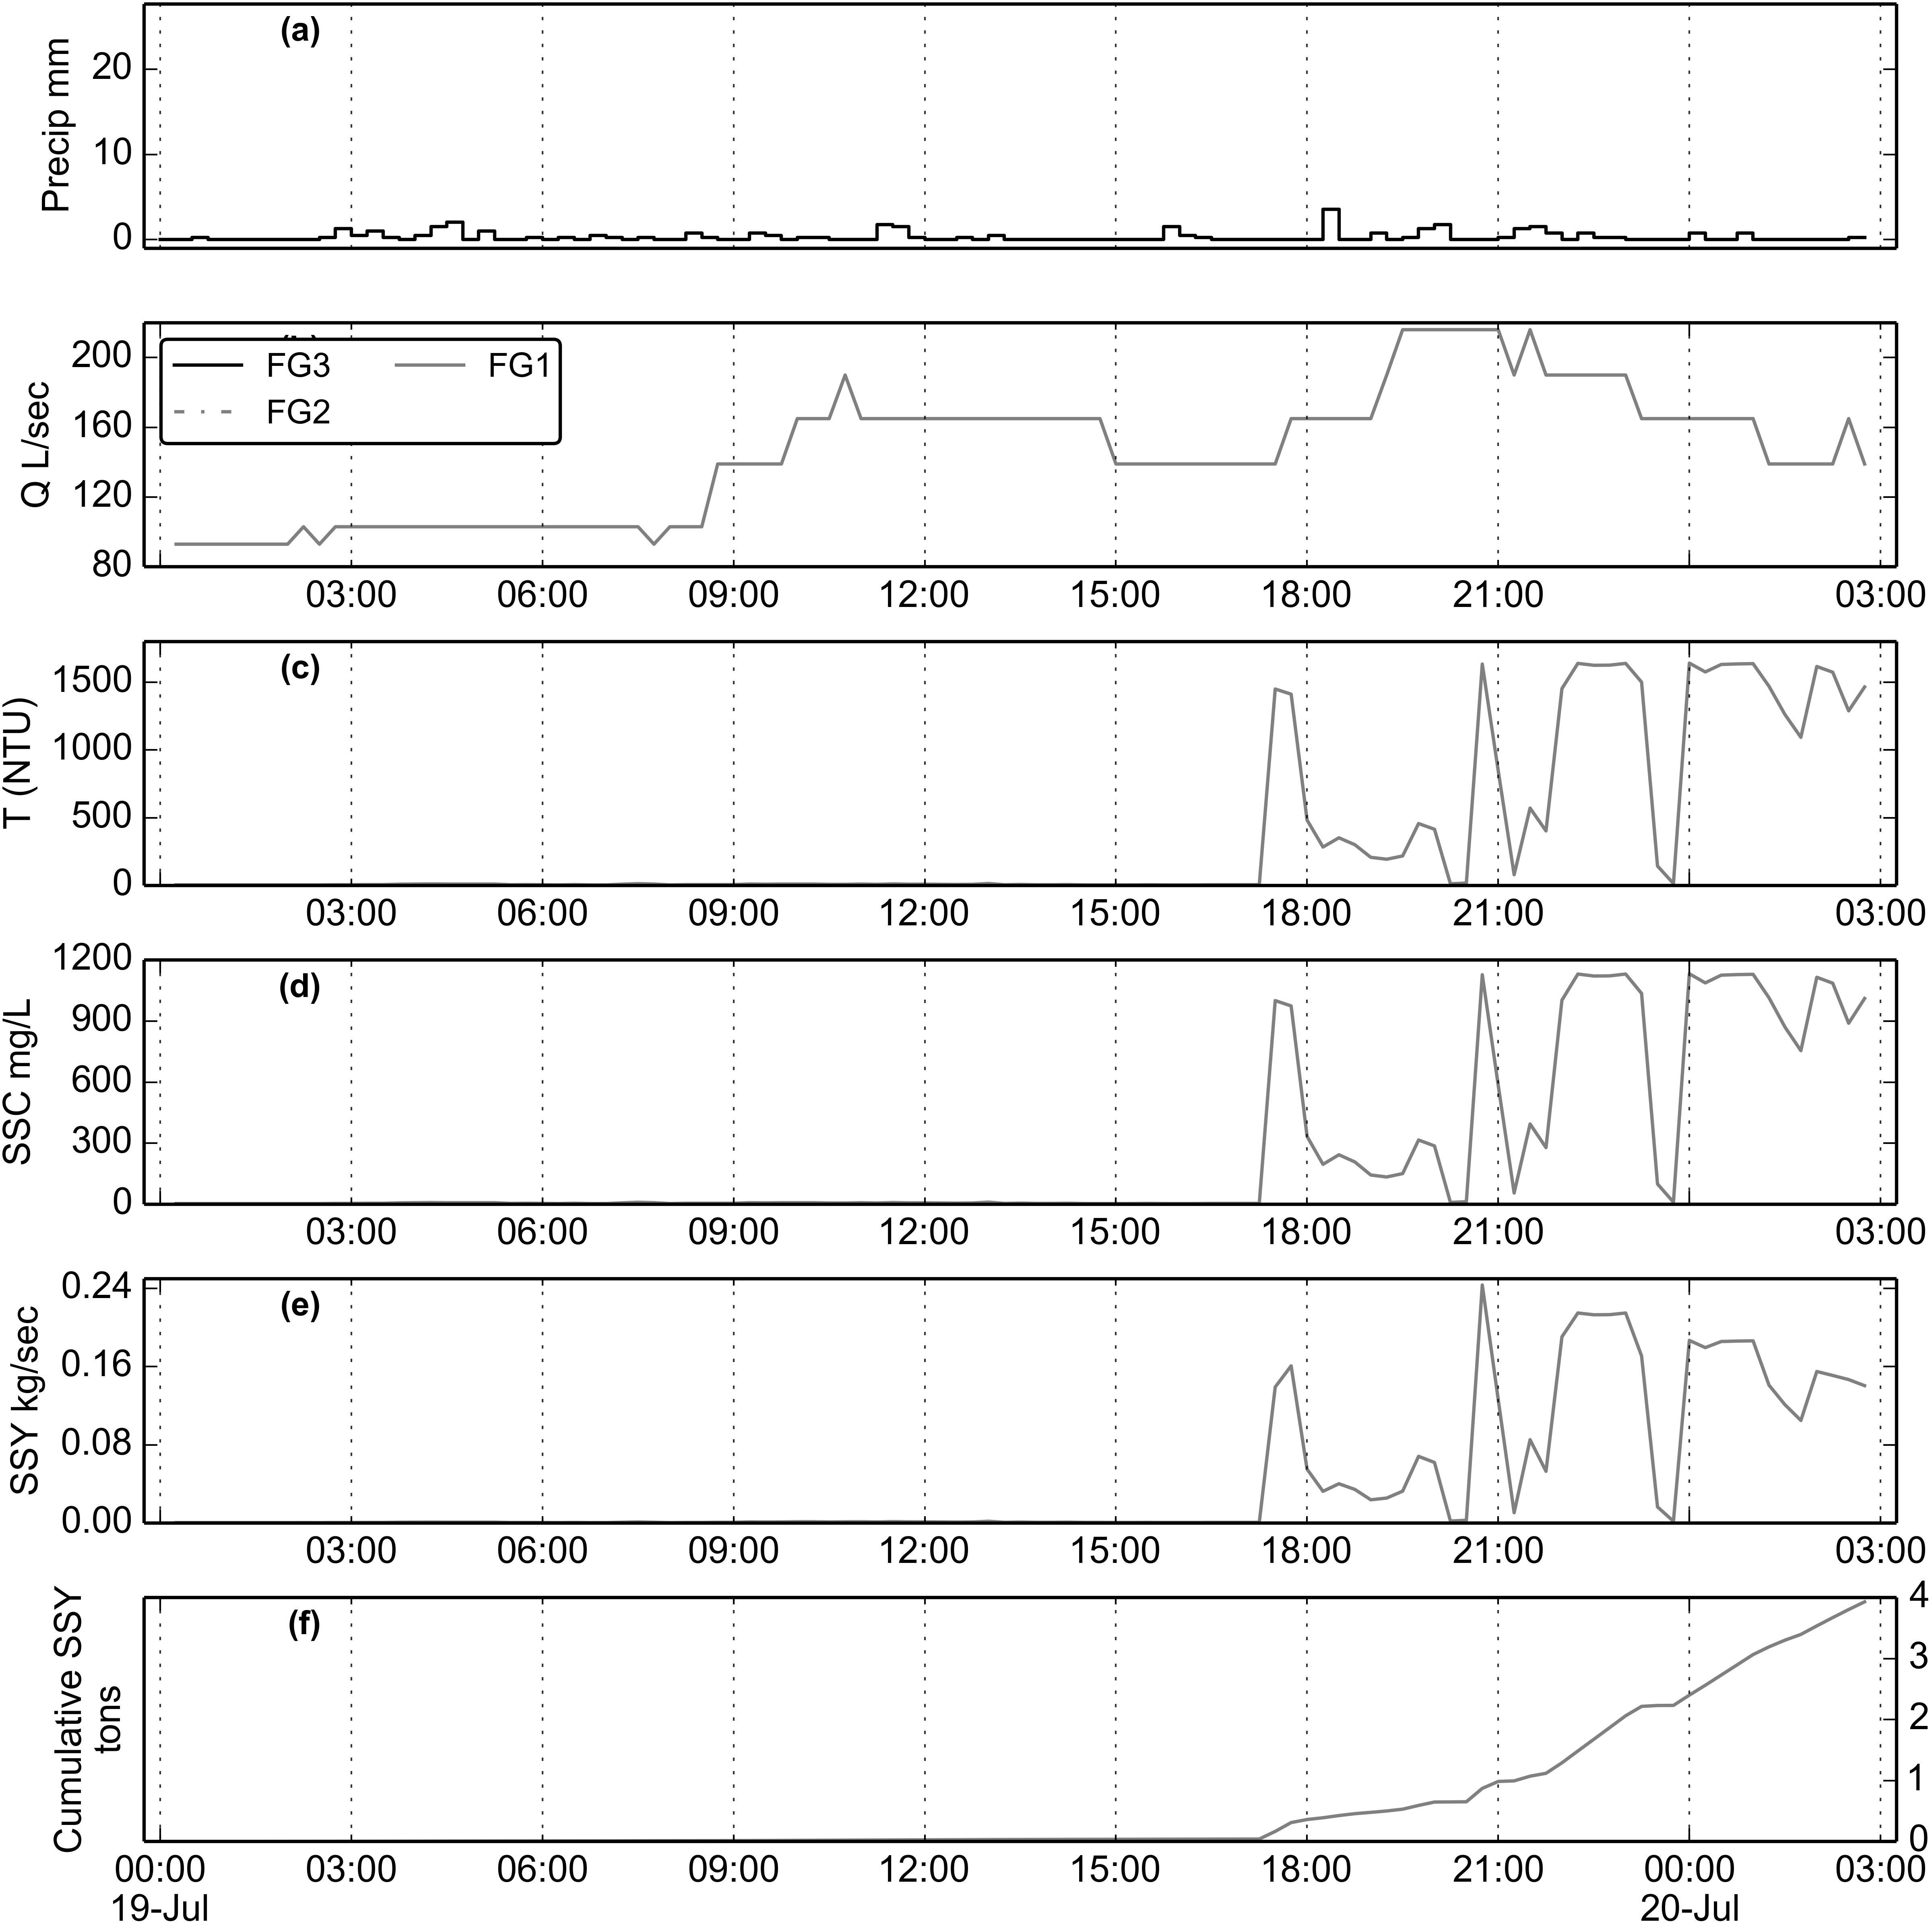 (a)
Precip mm
20
10
0
FG3 FG1
FG2
Q L/sec
200
160
120
80
03:00 06:00 09:00 12:00 15:00 18:00 21:00 03:00
(c)
T (NTU)
1500
1000
500
0
03:00 06:00 09:00 12:00 15:00 18:00 21:00 03:00
(d)
SSC mg/L
1200
900
600
300
0
03:00 06:00 09:00 12:00 15:00 18:00 21:00 03:00
(e)
SSY kg/sec
0.24
0.16
0.08
0.00
03:00 06:00 09:00 12:00 15:00 18:00 21:00 03:00
(f)
Cumulative SSY
tons
4
3
2
1
0
00:00 03:00 06:00 09:00 12:00 15:00 18:00 21:00 00:00 03:00
19-Jul 20-Jul